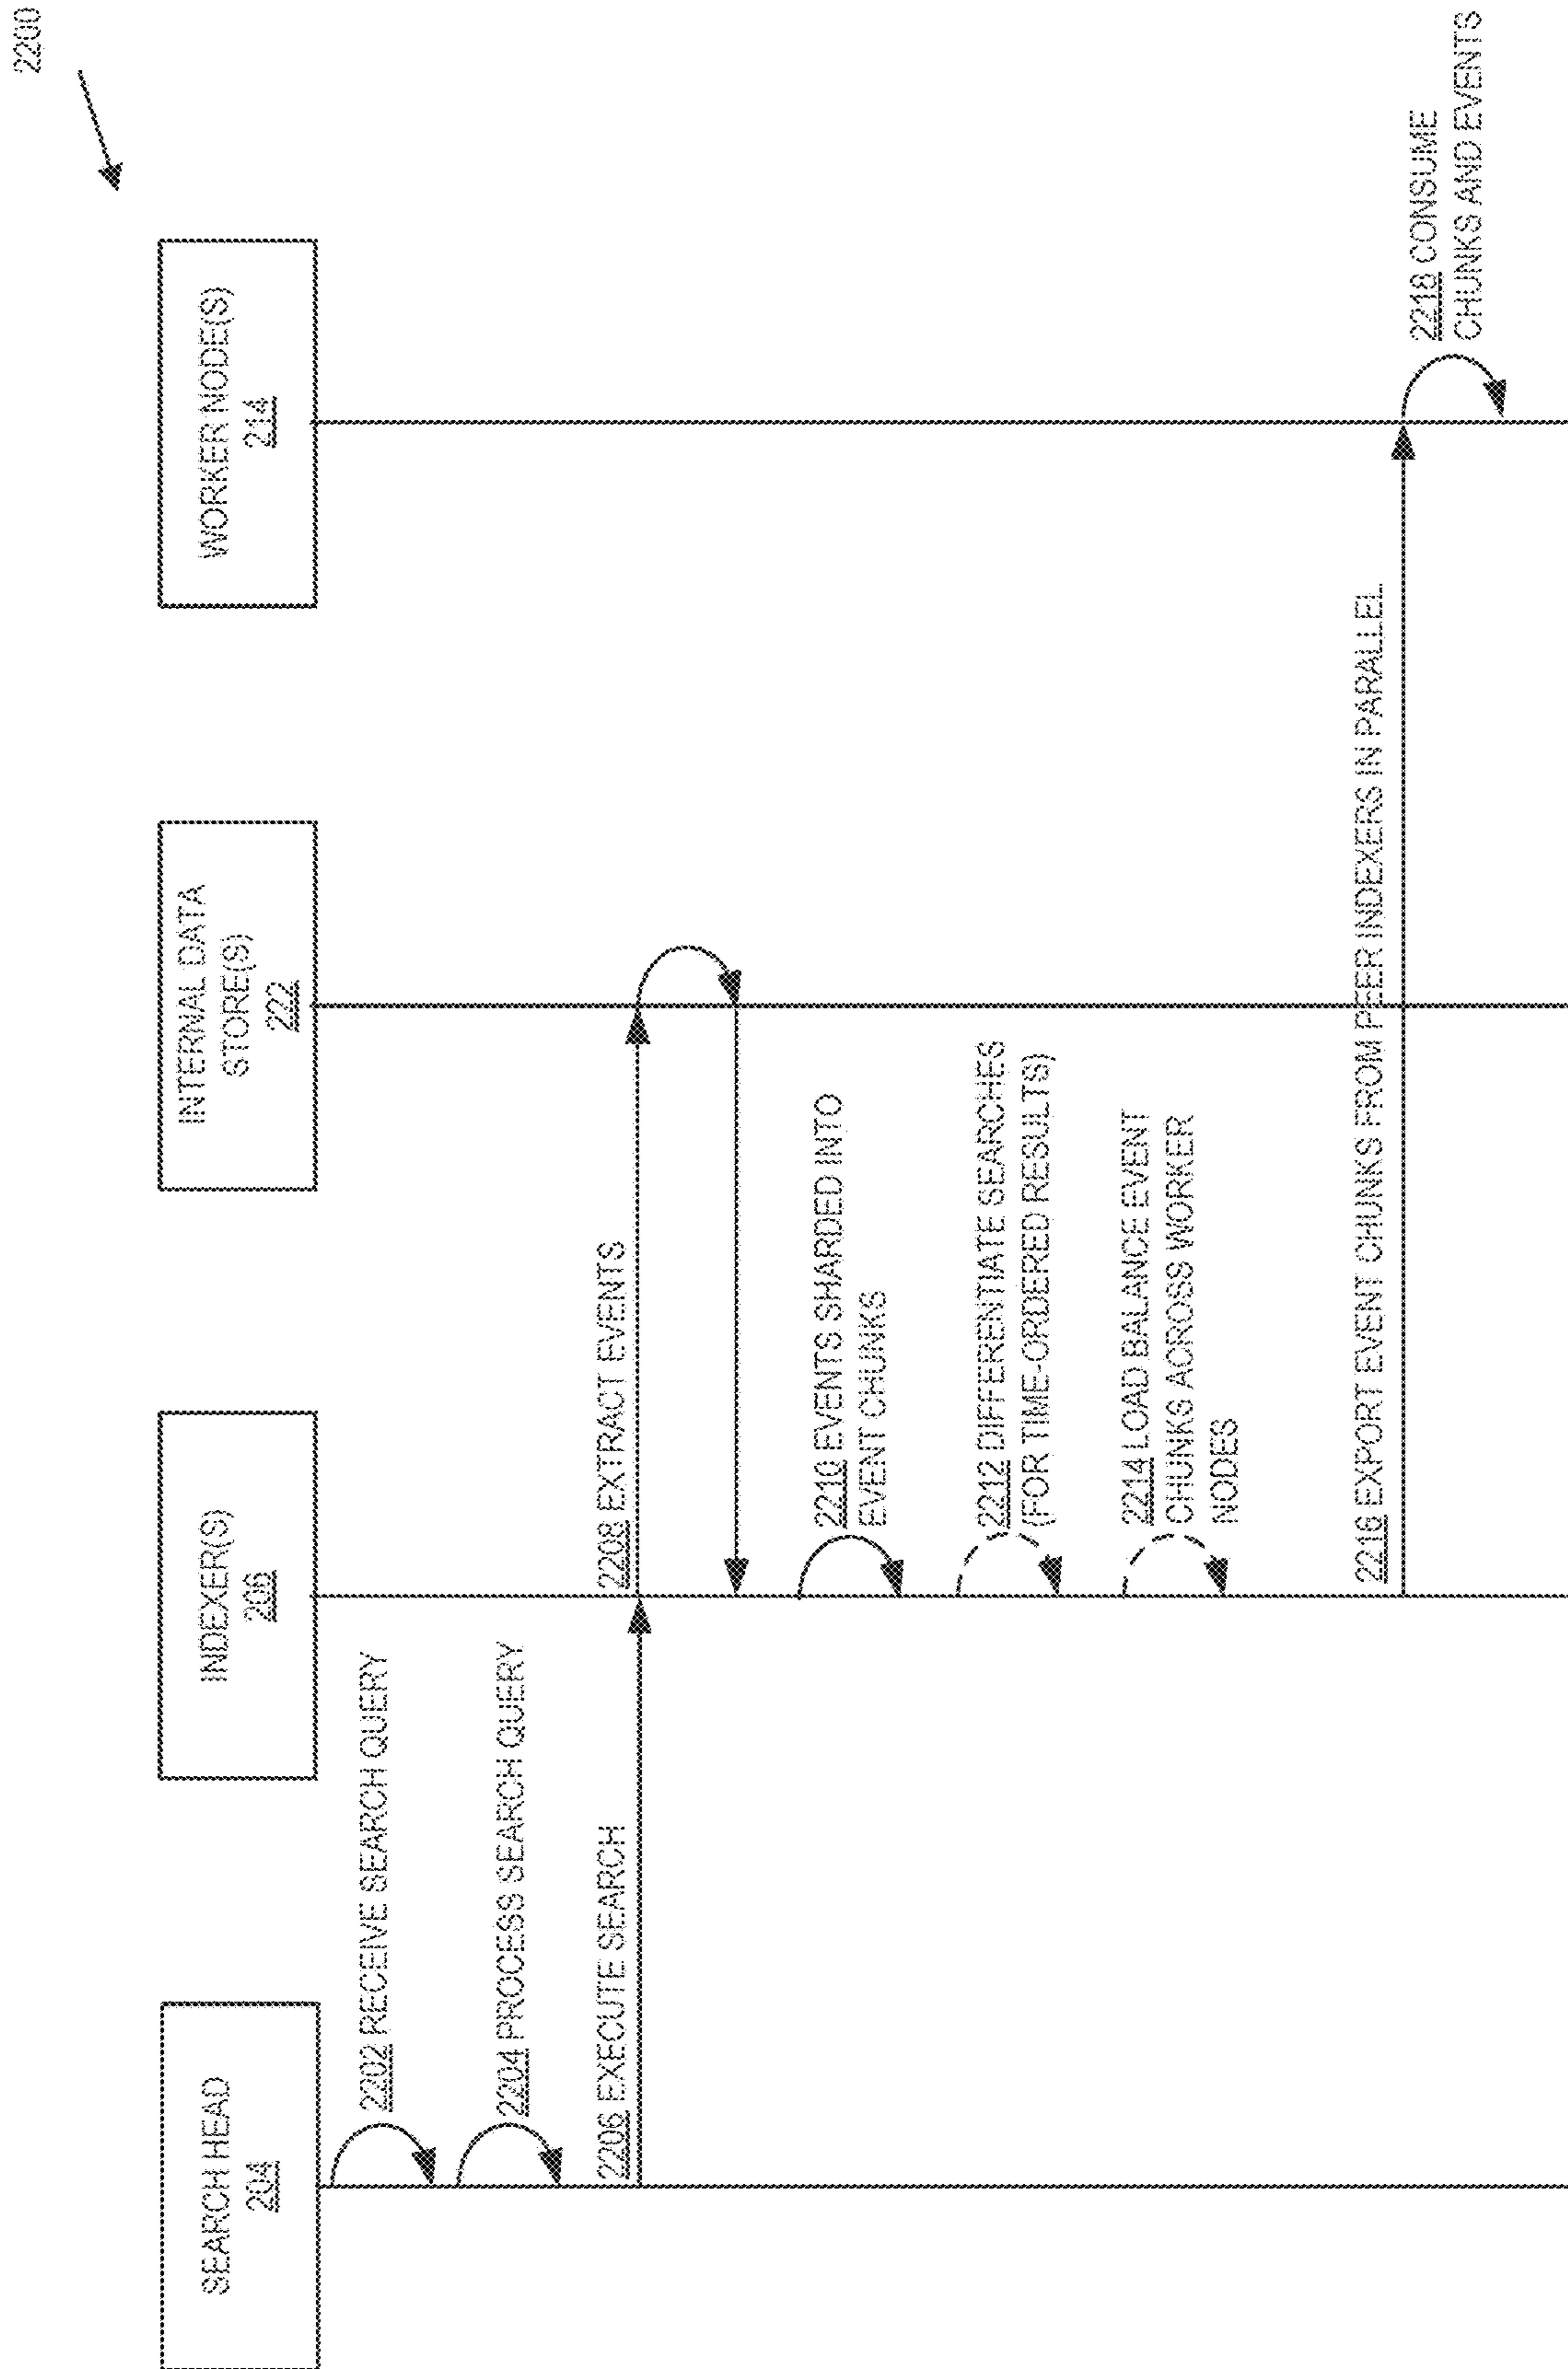 2200
SEARCH HEAD
204
INDEXER(S)
206
INTERNAL DATA
STORE(S)
222
WORKER NODE(S)
214
2202 RECEIVE SEARCH QUERY
2204 PROCESS SEARCH QUERY
2206 EXECUTE SEARCH
2208 EXTRACT EVENTS
2210 EVENTS SHARDED INTO
EVENT CHUNKS
2212 DIFFERENTIATE SEARCHES
(FOR TIME-ORDERED RESULTS)
2214 LOAD BALANCE EVENT
CHUNKS ACROSS WORKER
NODES
2216 EXPORT EVENT CHUNKS FROM PEER INDEXERS IN PARALLEL
2218 CONSUME
CHUNKS AND EVENTS